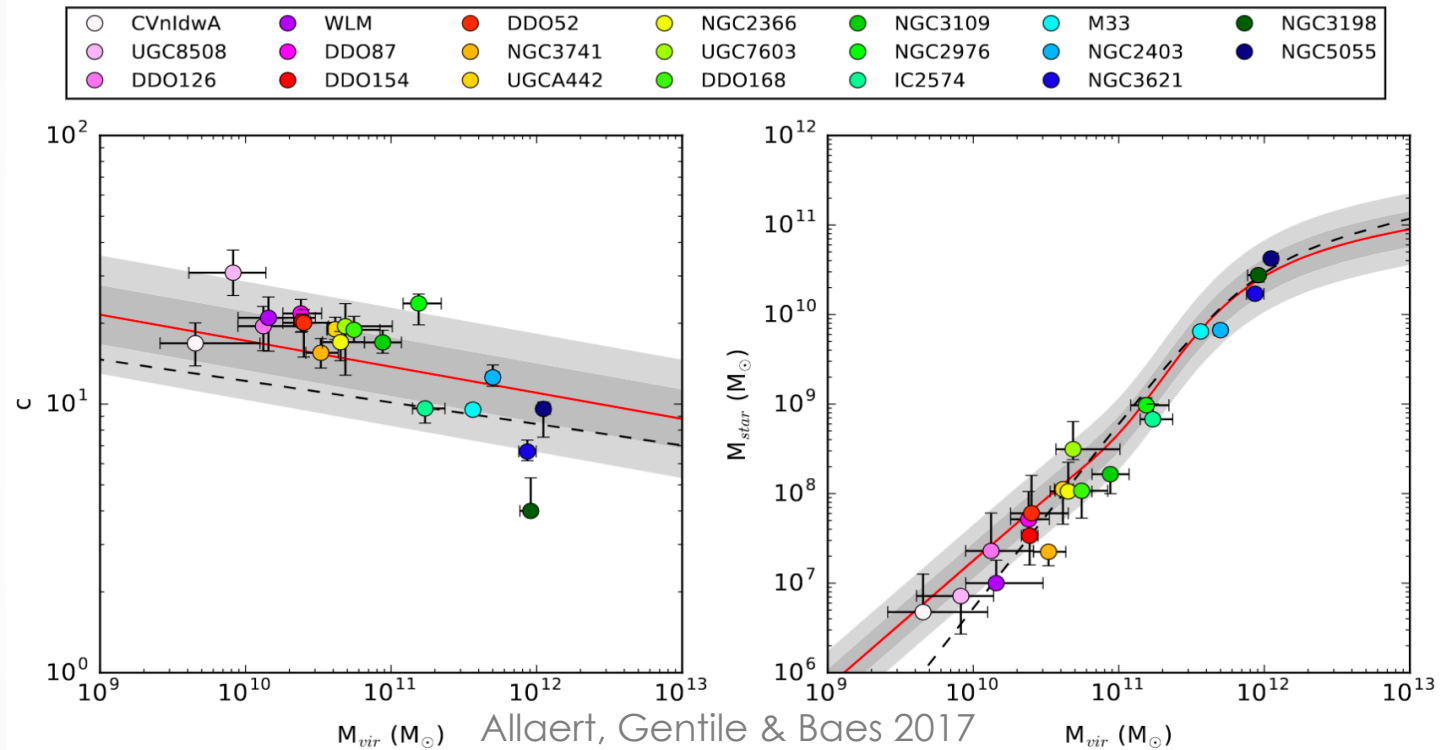 CVnIdwA WLM DDO52 NGC2366 NGC3109 M33 NGC3198
UGC8508 DDO87 NGC3741 UGC7603 NGC2976 NGC2403 NGC5055
DDO126 DDO154 UGCA442 DDO168 IC2574 NGC3621
10²
10¹
10⁰
c
10⁹ 10¹⁰ 10¹¹ 10¹² 10¹³
M_vir (M_⊙)
10¹²
10¹¹
10¹⁰
10⁹
10⁸
10⁷
10⁶
M_star (M_⊙)
10⁹ 10¹⁰ 10¹¹ 10¹² 10¹³
M_vir (M_⊙)
Allaert, Gentile & Baes 2017